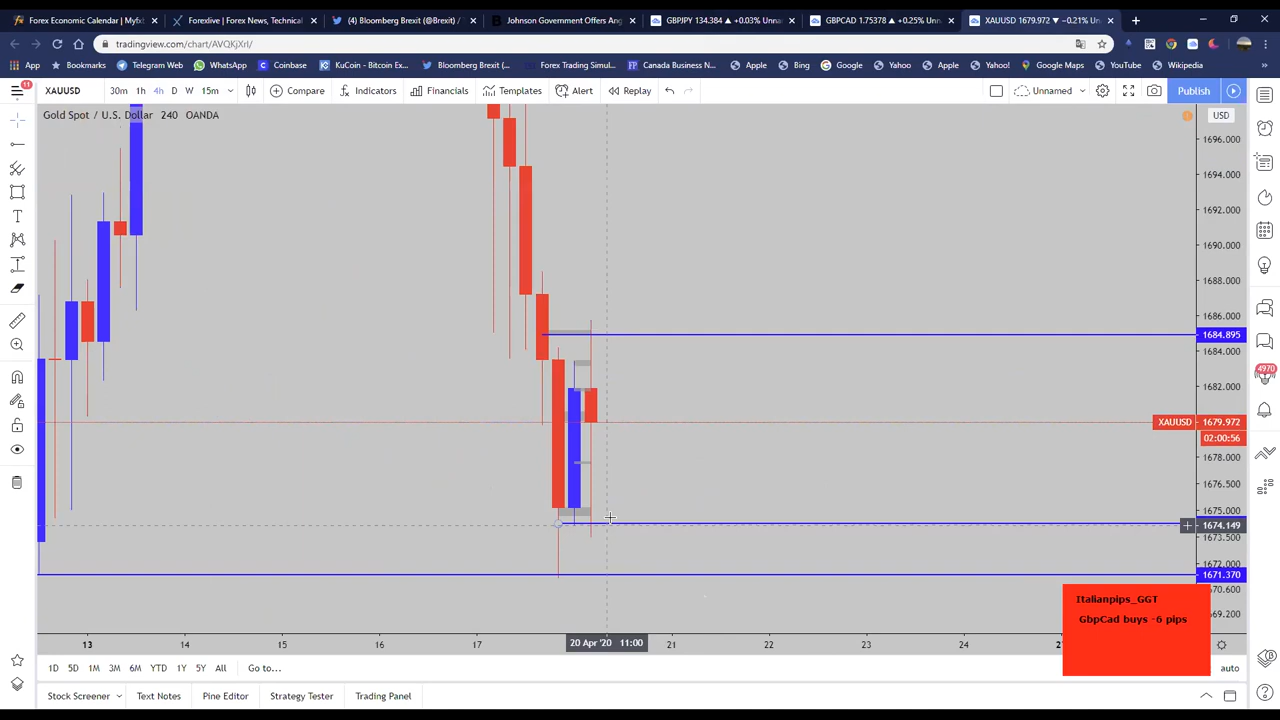 Forex Economic Calendar | Myfxb
Forexlive | Forex News, Technical
(4) Bloomberg Brexit (@Brexit) /
Johnson Government Offers Ang
GBPJPY 134.384 ▲ +0.03% Unna
GBPCAD 1.75378 ▲ +0.25% Unn
XAUUSD 1679.972 ▼ −0.21% Un
tradingview.com/chart/AVQKjXrI/
App
Bookmarks
Telegram Web
WhatsApp
Coinbase
KuCoin - Bitcoin Ex...
Bloomberg Brexit (...
Forex Trading Simul...
Canada Business N...
Apple
Bing
Google
Yahoo
Apple
Yahoo!
Google Maps
YouTube
Wikipedia
11
XAUUSD
30m 1h 4h D W 15m
Compare
Indicators
Financials
Templates
Alert
Replay
Unnamed
Publish
Gold Spot / U.S. Dollar 240 OANDA
USD
1696.000
1694.000
1692.000
1690.000
1688.000
1686.000
1684.895
1684.000
1682.000
XAUUSD 1679.972
02:00:56
1678.000
1676.500
1675.000
1674.149
1673.500
1672.000
1671.370
1670.600
1669.200
4970
Italianpips_GGT
GbpCad buys -6 pips
13
14
15
16
17
20 Apr '20 11:00
21
22
23
24
1D 5D 1M 3M 6M YTD 1Y 5Y All
Go to...
auto
Stock Screener
Text Notes
Pine Editor
Strategy Tester
Trading Panel